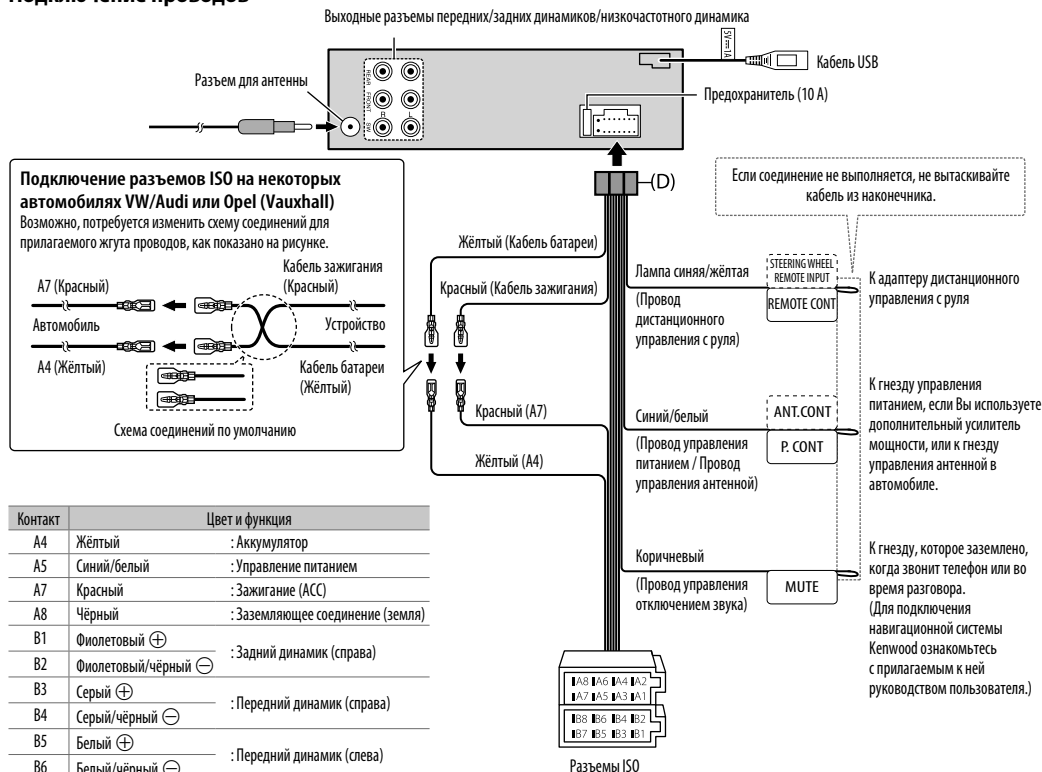 Подключение проводов
Выходные разъемы передних/задних динамиков/низкочастотного динамика
5V⎓1A
Кабель USB
Разъем для антенны
REAR
FRONT
SW
R
L
Предохранитель (10 A)
(D)
Подключение разъемов ISO на некоторых
автомобилях VW/Audi или Opel (Vauxhall)
Возможно, потребуется изменить схему соединений для
прилагаемого жгута проводов, как показано на рисунке.
A7 (Красный)
Кабель зажигания
(Красный)
Автомобиль
Устройство
A4 (Жёлтый)
Кабель батареи
(Жёлтый)
Схема соединений по умолчанию
Если соединение не выполняется, не вытаскивайте
кабель из наконечника.
Жёлтый (Кабель батареи)
Красный (Кабель зажигания)
Красный (A7)
Жёлтый (A4)
Лампа синяя/жёлтая
(Провод
дистанционного
управления с руля)
STEERING WHEEL
REMOTE INPUT
REMOTE CONT
К адаптеру дистанционного
управления с руля
Синий/белый
(Провод управления
питанием / Провод
управления антенной)
ANT.CONT
P. CONT
К гнезду управления
питанием, если Вы используете
дополнительный усилитель
мощности, или к гнезду
управления антенной в
автомобиле.
Коричневый
(Провод управления
отключением звука)
MUTE
К гнезду, которое заземлено,
когда звонит телефон или во
время разговора.
(Для подключения
навигационной системы
Kenwood ознакомьтесь
с прилагаемым к ней
руководством пользователя.)
Контакт Цвет и функция
A4 Жёлтый : Аккумулятор
A5 Синий/белый : Управление питанием
A7 Красный : Зажигание (ACC)
A8 Чёрный : Заземляющее соединение (земля)
B1 Фиолетовый ⊕
: Задний динамик (справа)
B2 Фиолетовый/чёрный ⊖
B3 Серый ⊕
: Передний динамик (справа)
B4 Серый/чёрный ⊖
B5 Белый ⊕
: Передний динамик (слева)
B6 Белый/чёрный ⊖
A8 A6 A4 A2
A7 A5 A3 A1
B8 B6 B4 B2
B7 B5 B3 B1
Разъемы ISO